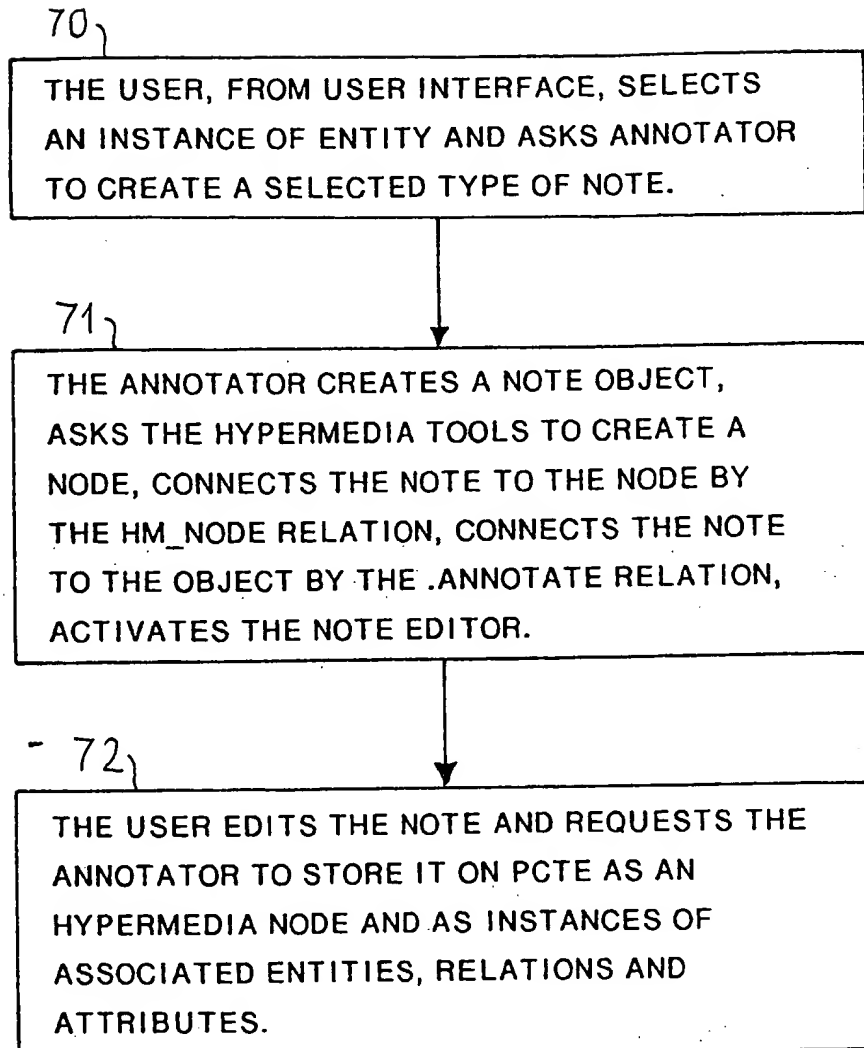 70
THE USER, FROM USER INTERFACE, SELECTS
AN INSTANCE OF ENTITY AND ASKS ANNOTATOR
TO CREATE A SELECTED TYPE OF NOTE.
71
THE ANNOTATOR CREATES A NOTE OBJECT,
ASKS THE HYPERMEDIA TOOLS TO CREATE A
NODE, CONNECTS THE NOTE TO THE NODE BY
THE HM_NODE RELATION, CONNECTS THE NOTE
TO THE OBJECT BY THE .ANNOTATE RELATION,
ACTIVATES THE NOTE EDITOR.
72
THE USER EDITS THE NOTE AND REQUESTS THE
ANNOTATOR TO STORE IT ON PCTE AS AN
HYPERMEDIA NODE AND AS INSTANCES OF
ASSOCIATED ENTITIES, RELATIONS AND
ATTRIBUTES.